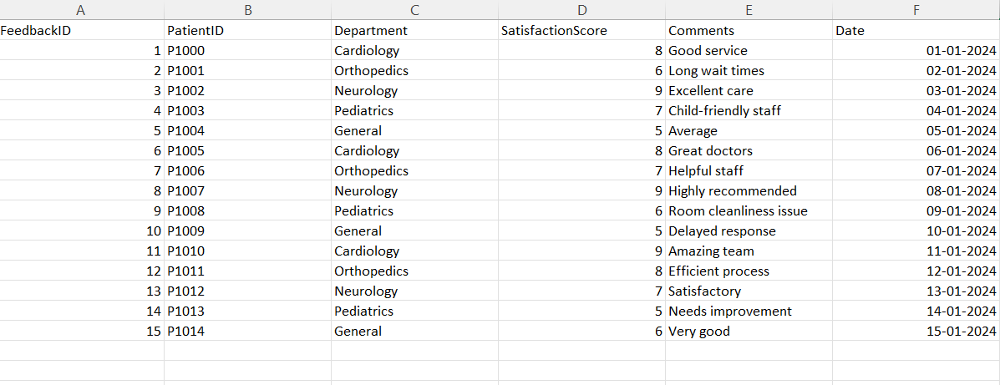 A B C D E F
FeedbackID PatientID Department SatisfactionScore Comments Date
1 P1000 Cardiology 8 Good service 01-01-2024
2 P1001 Orthopedics 6 Long wait times 02-01-2024
3 P1002 Neurology 9 Excellent care 03-01-2024
4 P1003 Pediatrics 7 Child-friendly staff 04-01-2024
5 P1004 General 5 Average 05-01-2024
6 P1005 Cardiology 8 Great doctors 06-01-2024
7 P1006 Orthopedics 7 Helpful staff 07-01-2024
8 P1007 Neurology 9 Highly recommended 08-01-2024
9 P1008 Pediatrics 6 Room cleanliness issue 09-01-2024
10 P1009 General 5 Delayed response 10-01-2024
11 P1010 Cardiology 9 Amazing team 11-01-2024
12 P1011 Orthopedics 8 Efficient process 12-01-2024
13 P1012 Neurology 7 Satisfactory 13-01-2024
14 P1013 Pediatrics 5 Needs improvement 14-01-2024
15 P1014 General 6 Very good 15-01-2024